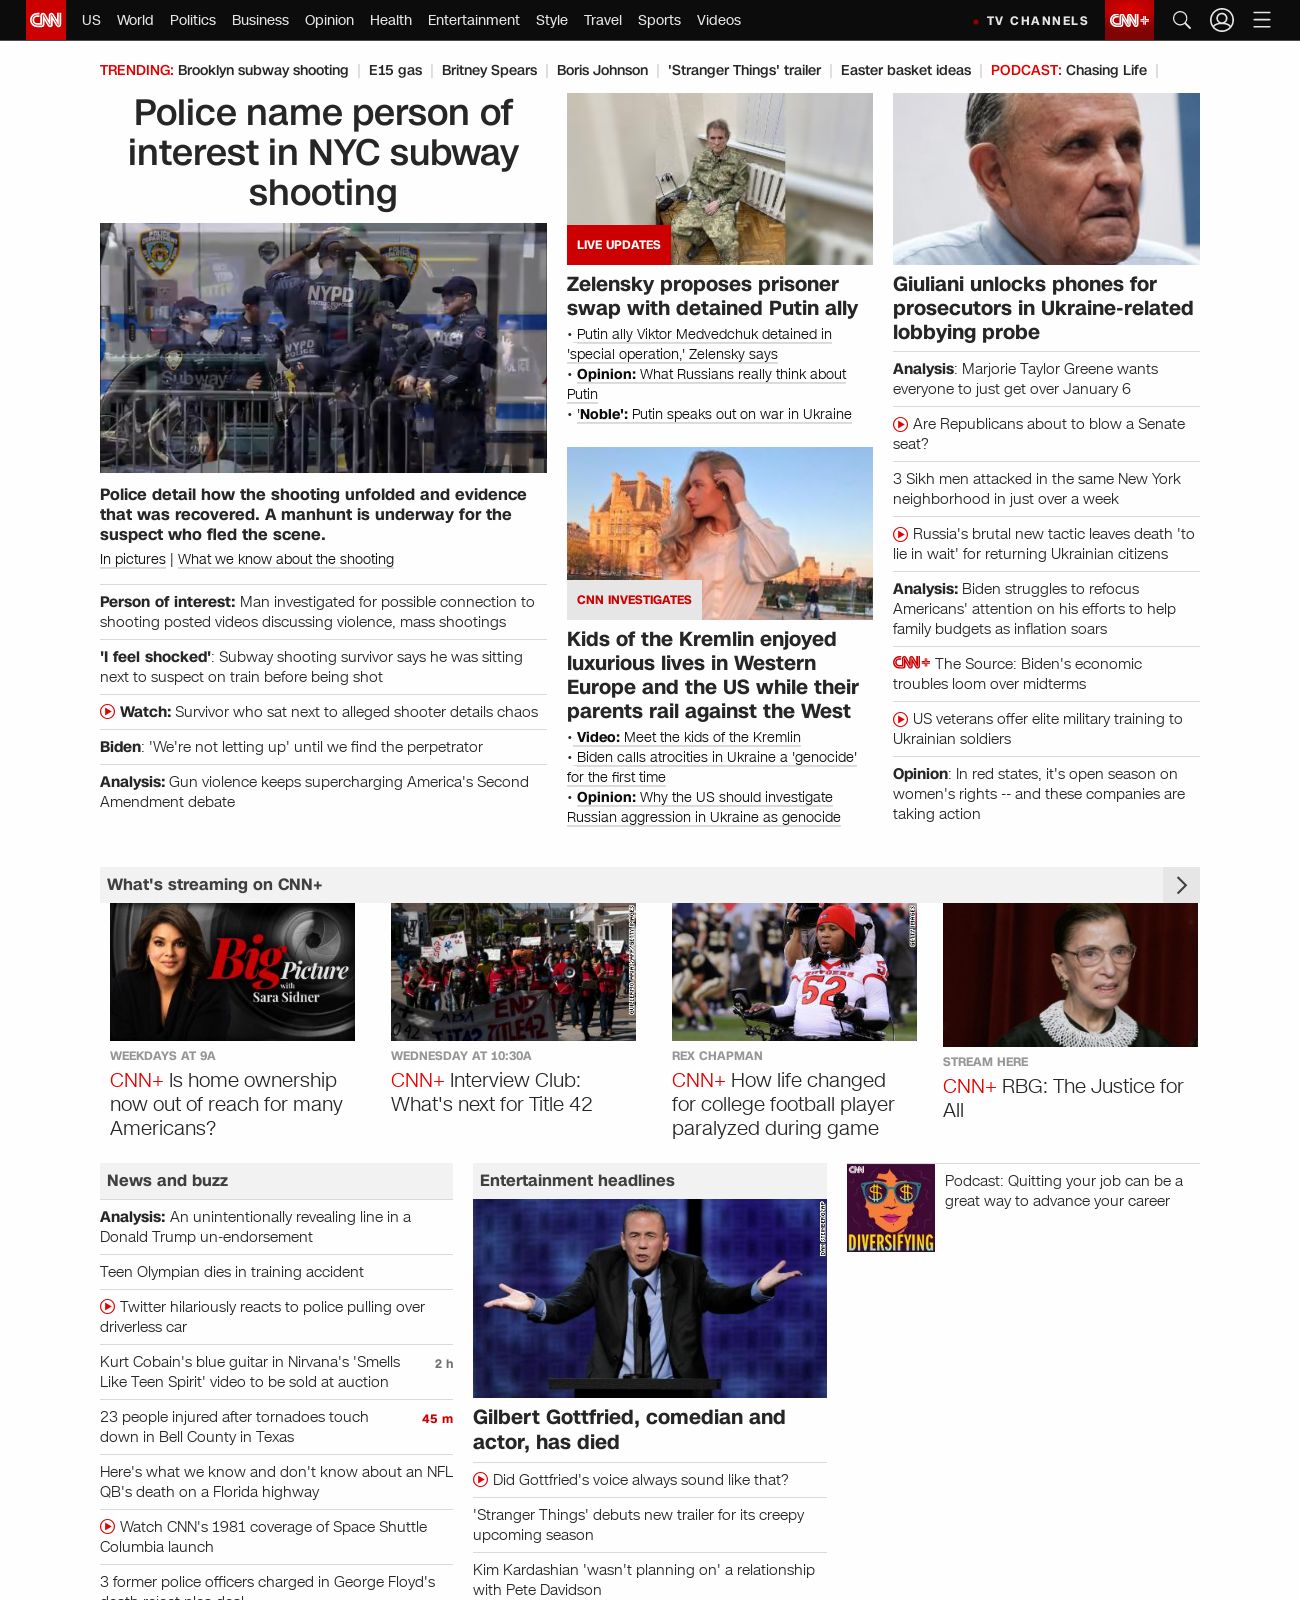 CNN
US World Politics Business Opinion Health Entertainment Style Travel Sports Videos
TV CHANNELS
CNN+
TRENDING: Brooklyn subway shooting | E15 gas | Britney Spears | Boris Johnson | 'Stranger Things' trailer | Easter basket ideas | PODCAST: Chasing Life |
Police name person of
interest in NYC subway
shooting
NYPD
NYPD
POLICE
Subway
Police detail how the shooting unfolded and evidence
that was recovered. A manhunt is underway for the
suspect who fled the scene.
In pictures | What we know about the shooting
Person of interest: Man investigated for possible connection to
shooting posted videos discussing violence, mass shootings
'I feel shocked': Subway shooting survivor says he was sitting
next to suspect on train before being shot
Watch: Survivor who sat next to alleged shooter details chaos
Biden: 'We're not letting up' until we find the perpetrator
Analysis: Gun violence keeps supercharging America's Second
Amendment debate
LIVE UPDATES
Zelensky proposes prisoner
swap with detained Putin ally
• Putin ally Viktor Medvedchuk detained in
'special operation,' Zelensky says
• Opinion: What Russians really think about
Putin
• 'Noble': Putin speaks out on war in Ukraine
CNN INVESTIGATES
Kids of the Kremlin enjoyed
luxurious lives in Western
Europe and the US while their
parents rail against the West
• Video: Meet the kids of the Kremlin
• Biden calls atrocities in Ukraine a 'genocide'
for the first time
• Opinion: Why the US should investigate
Russian aggression in Ukraine as genocide
Giuliani unlocks phones for
prosecutors in Ukraine-related
lobbying probe
Analysis: Marjorie Taylor Greene wants
everyone to just get over January 6
Are Republicans about to blow a Senate
seat?
3 Sikh men attacked in the same New York
neighborhood in just over a week
Russia's brutal new tactic leaves death 'to
lie in wait' for returning Ukrainian citizens
Analysis: Biden struggles to refocus
Americans' attention on his efforts to help
family budgets as inflation soars
CNN+ The Source: Biden's economic
troubles loom over midterms
US veterans offer elite military training to
Ukrainian soldiers
Opinion: In red states, it's open season on
women's rights -- and these companies are
taking action
What's streaming on CNN+
Big
Picture
with
Sara Sidner
WEEKDAYS AT 9A
CNN+ Is home ownership
now out of reach for many
Americans?
END
TITLE 42
WEDNESDAY AT 10:30A
CNN+ Interview Club:
What's next for Title 42
RUTGERS
52
GETTY IMAGES
REX CHAPMAN
CNN+ How life changed
for college football player
paralyzed during game
STREAM HERE
CNN+ RBG: The Justice for
All
News and buzz
Analysis: An unintentionally revealing line in a
Donald Trump un-endorsement
Teen Olympian dies in training accident
Twitter hilariously reacts to police pulling over
driverless car
Kurt Cobain's blue guitar in Nirvana's 'Smells 2 h
Like Teen Spirit' video to be sold at auction
23 people injured after tornadoes touch 45 m
down in Bell County in Texas
Here's what we know and don't know about an NFL
QB's death on a Florida highway
Watch CNN's 1981 coverage of Space Shuttle
Columbia launch
3 former police officers charged in George Floyd's
Entertainment headlines
Gilbert Gottfried, comedian and
actor, has died
Did Gottfried's voice always sound like that?
'Stranger Things' debuts new trailer for its creepy
upcoming season
Kim Kardashian 'wasn't planning on' a relationship
with Pete Davidson
CNN
DIVERSIFYING
Podcast: Quitting your job can be a
great way to advance your career